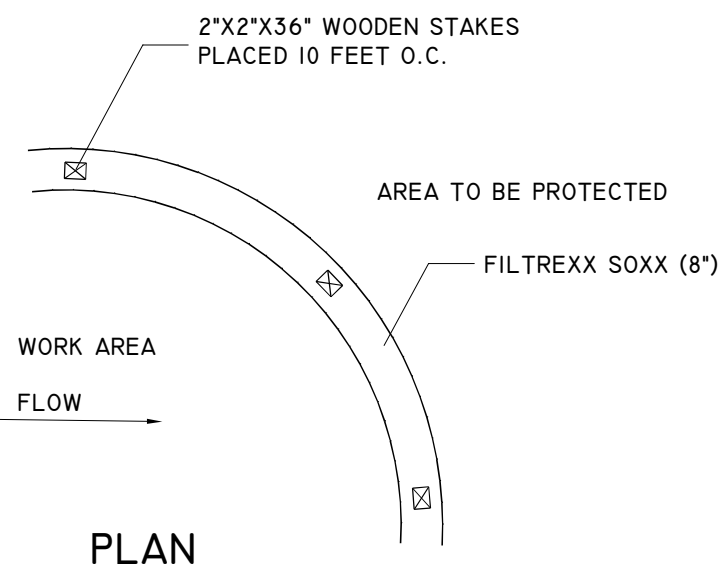 2"X2"X36" WOODEN STAKES
PLACED 10 FEET O.C.
AREA TO BE PROTECTED
FILTREXX SOXX (8")
WORK AREA
FLOW
PLAN